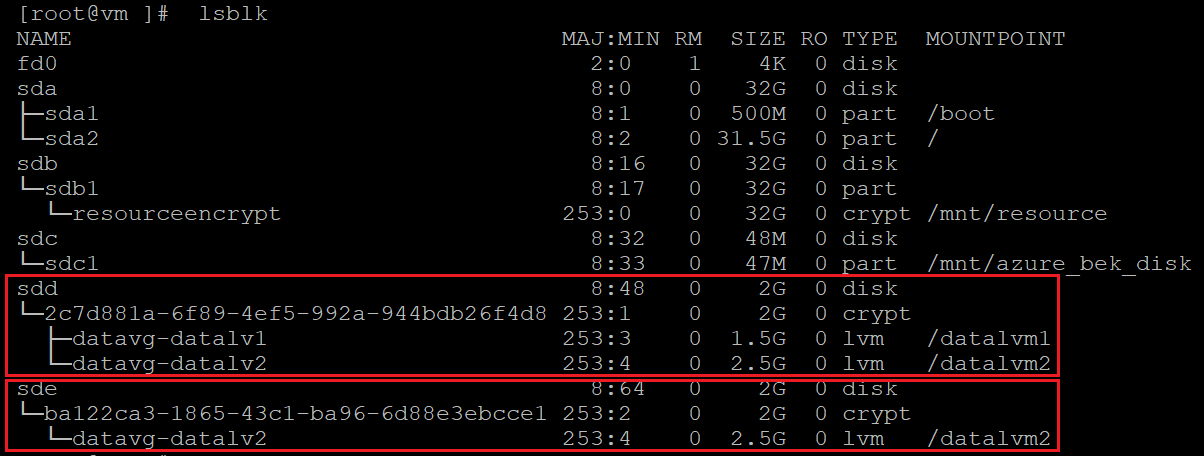 [root@vm ]#  lsblk
NAME                                       MAJ:MIN RM   SIZE RO TYPE  MOUNTPOINT
fd0                                          2:0    1     4K  0 disk
sda                                          8:0    0    32G  0 disk
├─sda1                                       8:1    0   500M  0 part  /boot
└─sda2                                       8:2    0  31.5G  0 part  /
sdb                                          8:16   0    32G  0 disk
└─sdb1                                       8:17   0    32G  0 part
  └─resourceencrypt                        253:0    0    32G  0 crypt /mnt/resource
sdc                                          8:32   0    48M  0 disk
└─sdc1                                       8:33   0    47M  0 part  /mnt/azure_bek_disk
sdd                                          8:48   0     2G  0 disk
└─2c7d881a-6f89-4ef5-992a-944bdb26f4d8     253:1    0     2G  0 crypt
  ├─datavg-datalv1                         253:3    0   1.5G  0 lvm   /datalvm1
  └─datavg-datalv2                         253:4    0   2.5G  0 lvm   /datalvm2
sde                                          8:64   0     2G  0 disk
└─ba122ca3-1865-43c1-ba96-6d88e3ebcce1     253:2    0     2G  0 crypt
  └─datavg-datalv2                         253:4    0   2.5G  0 lvm   /datalvm2